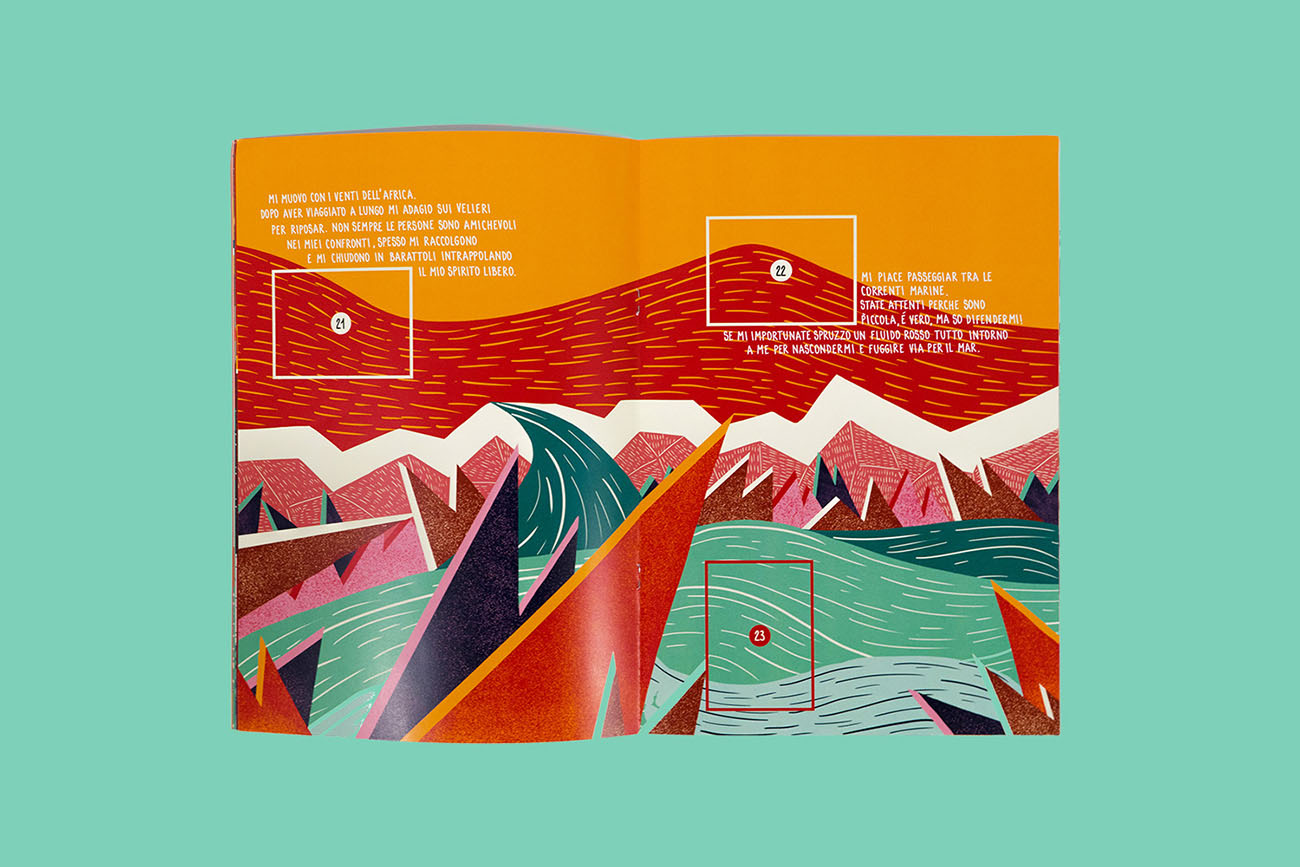 MI MUOVO CON I VENTI DELL'AFRICA.
DOPO AVER VIAGGIATO A LUNGO MI ADAGIO SUI VELIERI
PER RIPOSAR. NON SEMPRE LE PERSONE SONO AMICHEVOLI
NEI MIEI CONFRONTI, SPESSO MI RACCOLGONO
E MI CHIUDONO IN BARATTOLI INTRAPPOLANDO
IL MIO SPIRITO LIBERO.
21
22
MI PIACE PASSEGGIAR TRA LE
CORRENTI MARINE.
STATE ATTENTI PERCHE SONO
PICCOLA, É VERO, MA SO DIFENDERMI!
SE MI IMPORTUNATE SPRUZZO UN FLUIDO ROSSO TUTTO INTORNO
A ME PER NASCONDERMI E FUGGIRE VIA PER IL MAR.
23